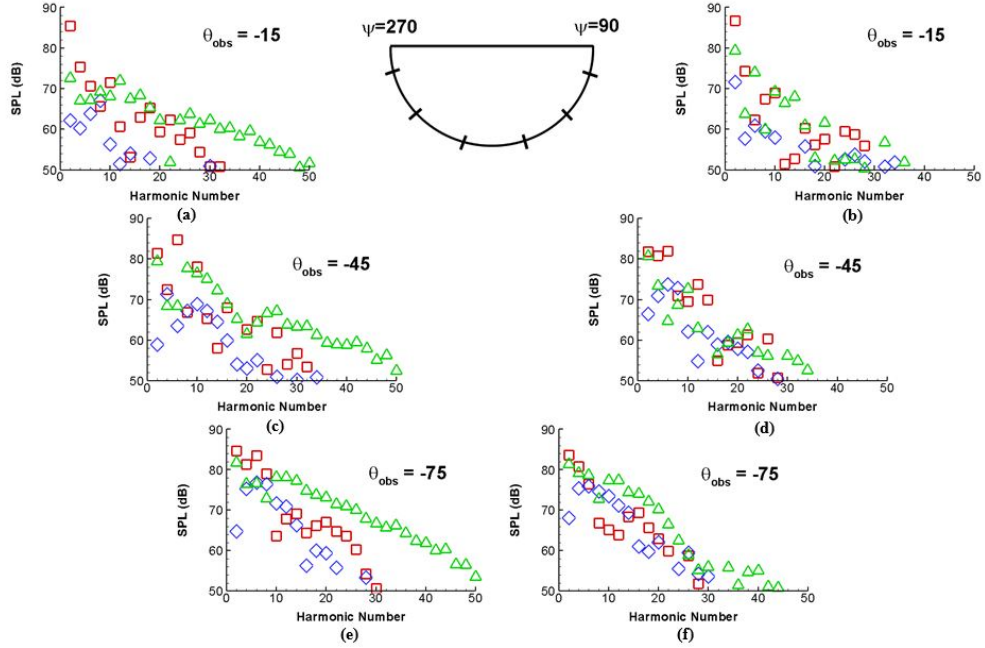 90
80
70
60
50
SPL (dB)
θobs = -15
0 10 20 30 40 50
Harmonic Number
(a)
ψ=270 ψ=90
90
80
70
60
50
SPL (dB)
θobs = -15
0 10 20 30 40 50
Harmonic Number
(b)
90
80
70
60
50
SPL (dB)
θobs = -45
0 10 20 30 40 50
Harmonic Number
(c)
90
80
70
60
50
SPL (dB)
θobs = -45
0 10 20 30 40 50
Harmonic Number
(d)
90
80
70
60
50
SPL (dB)
θobs = -75
0 10 20 30 40 50
Harmonic Number
(e)
90
80
70
60
50
SPL (dB)
θobs = -75
0 10 20 30 40 50
Harmonic Number
(f)